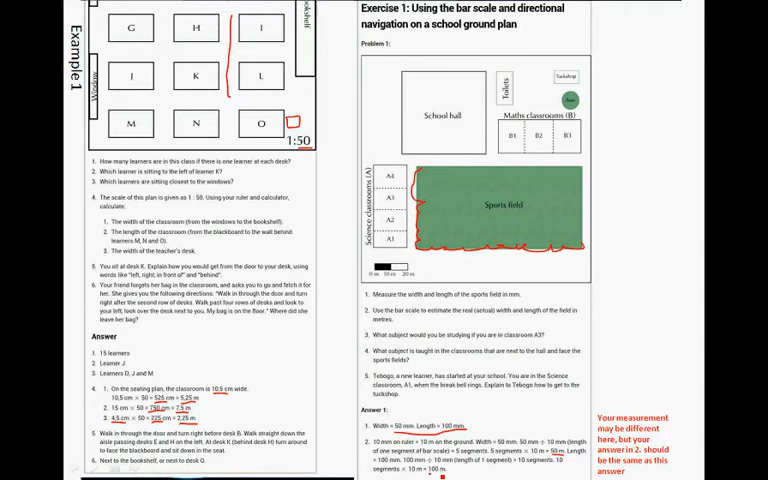 Example 1
G H I
Window
J K L
M N O
1:50
1. How many learners are in this class if there is one learner at each desk?
2. Which learner is sitting to the left of learner K?
3. Which learners are sitting closest to the windows?
4. The scale of this plan is given as 1 : 50. Using your ruler and calculator,
calculate:
1. The width of the classroom (from the windows to the bookshelf).
2. The length of the classroom (from the blackboard to the wall behind
learners M, N and O).
3. The width of the teacher's desk.
5. You sit at desk K. Explain how you would get from the door to your desk, using
words like "left, right, in front of" and "behind".
6. Your friend forgets her bag in the classroom, and asks you to go and fetch it for
her. She gives you the following directions: "Walk in through the door and turn
right after the second row of desks. Walk past four rows of desks and look to
your left, look over the desk next to you. My bag is on the floor." Where did she
leave her bag?
Answer
1. 15 learners
2. Learner J
3. Learners D, J and M
4. 1. On the seating plan, the classroom is 10,5 cm wide.
10,5 cm × 50 = 525 cm = 5,25 m
2. 15 cm × 50 = 750 cm = 7,5 m
3. 4,5 cm × 50 = 225 cm = 2,25 m
5. Walk in through the door and turn right before desk B. Walk straight down the
aisle passing desks E and H on the left. At desk K (behind desk H) turn around
to face the blackboard and sit down in the seat.
6. Next to the bookshelf, or next to desk O.
Exercise 1: Using the bar scale and directional
navigation on a school ground plan
Problem 1:
School hall
Toilets
Tuckshop
Maths classrooms (B)
B1 B2 B3
Science classrooms (A)
A4
A3
A2
A1
Sports field
0 m 10 m 20 m
1. Measure the width and length of the sports field in mm.
2. Use the bar scale to estimate the real (actual) width and length of the field in
metres.
3. What subject would you be studying if you are in classroom A3?
4. What subject is taught in the classrooms that are next to the hall and face the
sports fields?
5. Tebogo, a new learner, has started at your school. You are in the Science
classroom, A1, when the break bell rings. Explain to Tebogo how to get to the
tuckshop.
Answer 1:
1. Width = 50 mm. Length = 100 mm.
2. 10 mm on ruler = 10 m on the ground. Width = 50 mm. 50 mm ÷ 10 mm (length
of one segment of bar scale) = 5 segments. 5 segments × 10 m = 50 m. Length
= 100 mm. 100 mm ÷ 10 mm (length of 1 segment) = 10 segments. 10
segments × 10 m = 100 m.
Your measurement
may be different
here, but your
answer in 2. should
be the same as this
answer